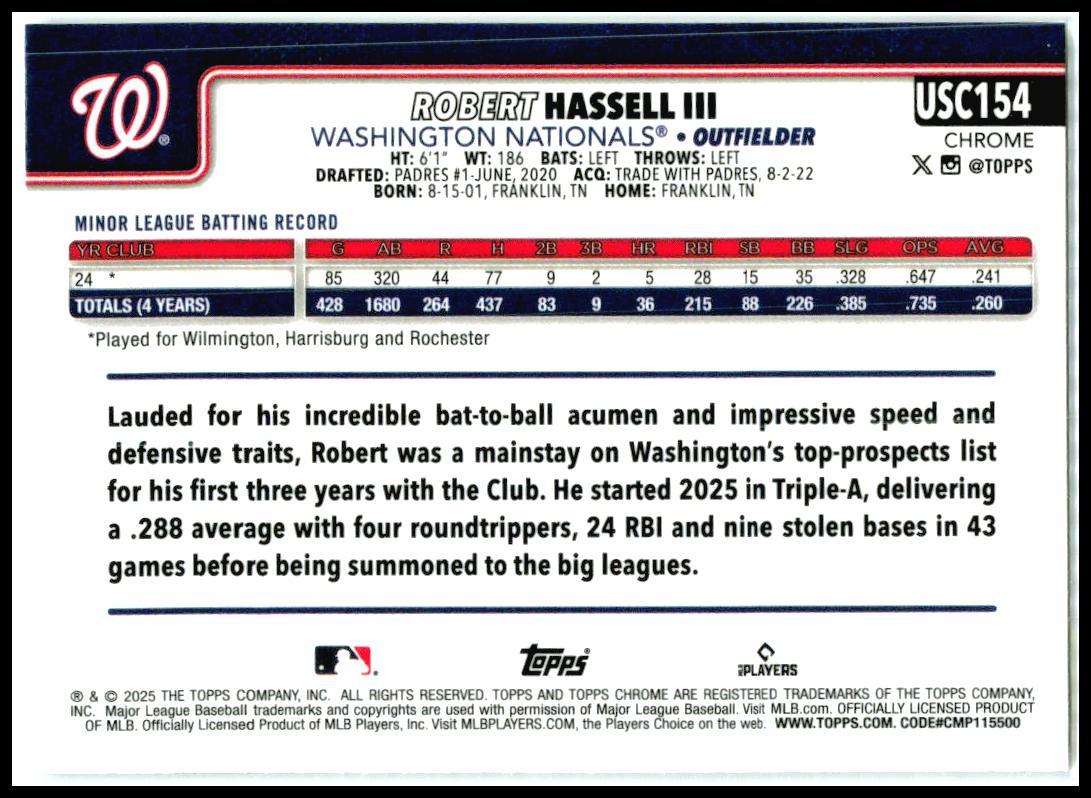 W®
USC154
ROBERT HASSELL III
WASHINGTON NATIONALS® • OUTFIELDER
CHROME
HT: 6'1" WT: 186 BATS: LEFT THROWS: LEFT
@TOPPS
DRAFTED: PADRES #1-JUNE, 2020 ACQ: TRADE WITH PADRES, 8-2-22
BORN: 8-15-01, FRANKLIN, TN HOME: FRANKLIN, TN
MINOR LEAGUE BATTING RECORD
YR CLUB G AB R H 2B 3B HR RBI SB BB SLG OPS AVG
24 * 85 320 44 77 9 2 5 28 15 35 .328 .647 .241
TOTALS (4 YEARS) 428 1680 264 437 83 9 36 215 88 226 .385 .735 .260
*Played for Wilmington, Harrisburg and Rochester
Lauded for his incredible bat-to-ball acumen and impressive speed and
defensive traits, Robert was a mainstay on Washington's top-prospects list
for his first three years with the Club. He started 2025 in Triple-A, delivering
a .288 average with four roundtrippers, 24 RBI and nine stolen bases in 43
games before being summoned to the big leagues.
Topps® MLB PLAYERS
® & © 2025 THE TOPPS COMPANY, INC. ALL RIGHTS RESERVED. TOPPS AND TOPPS CHROME ARE REGISTERED TRADEMARKS OF THE TOPPS COMPANY,
INC. Major League Baseball trademarks and copyrights are used with permission of Major League Baseball. Visit MLB.com. OFFICIALLY LICENSED PRODUCT
OF MLB. Officially Licensed Product of MLB Players, Inc. Visit MLBPLAYERS.COM, the Players Choice on the web. WWW.TOPPS.COM. CODE#CMP115500